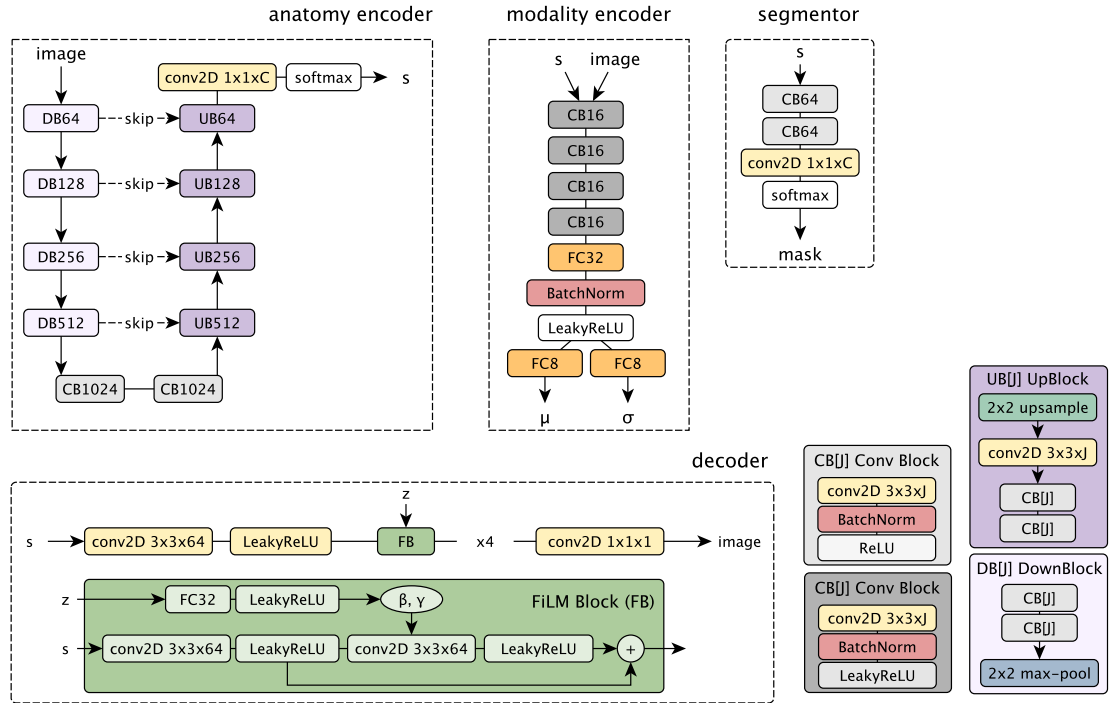 anatomy encoder
image
conv2D 1x1xC
softmax
s
DB64
skip
UB64
DB128
skip
UB128
DB256
skip
UB256
DB512
skip
UB512
CB1024
CB1024
modality encoder
s
image
CB16
CB16
CB16
CB16
FC32
BatchNorm
LeakyReLU
FC8
FC8
μ
σ
segmentor
s
CB64
CB64
conv2D 1x1xC
softmax
mask
decoder
z
s
conv2D 3x3x64
LeakyReLU
FB
x4
conv2D 1x1x1
image
z
FC32
LeakyReLU
β, γ
FiLM Block (FB)
s
conv2D 3x3x64
LeakyReLU
conv2D 3x3x64
LeakyReLU
+
CB[J] Conv Block
conv2D 3x3xJ
BatchNorm
ReLU
CB[J] Conv Block
conv2D 3x3xJ
BatchNorm
LeakyReLU
UB[J] UpBlock
2x2 upsample
conv2D 3x3xJ
CB[J]
CB[J]
DB[J] DownBlock
CB[J]
CB[J]
2x2 max-pool